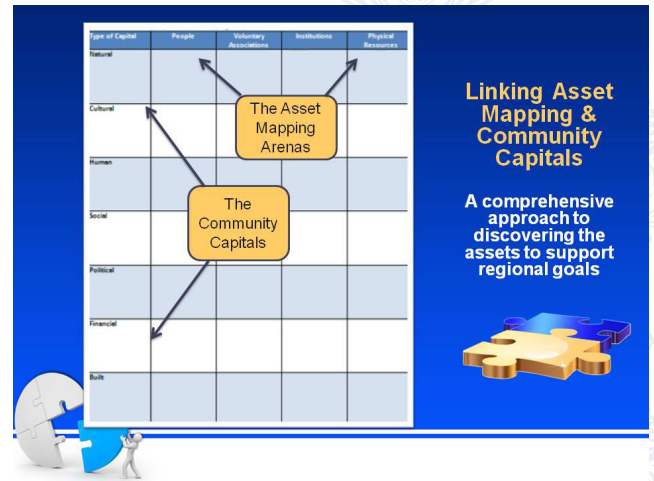 Type of Capital People Voluntary Institutions Physical
Associations Resources
Natural
Cultural
Human
Social
Political
Financial
Built
The Asset
Mapping
Arenas
The
Community
Capitals
Linking Asset
Mapping &
Community
Capitals
A comprehensive
approach to
discovering the
assets to support
regional goals